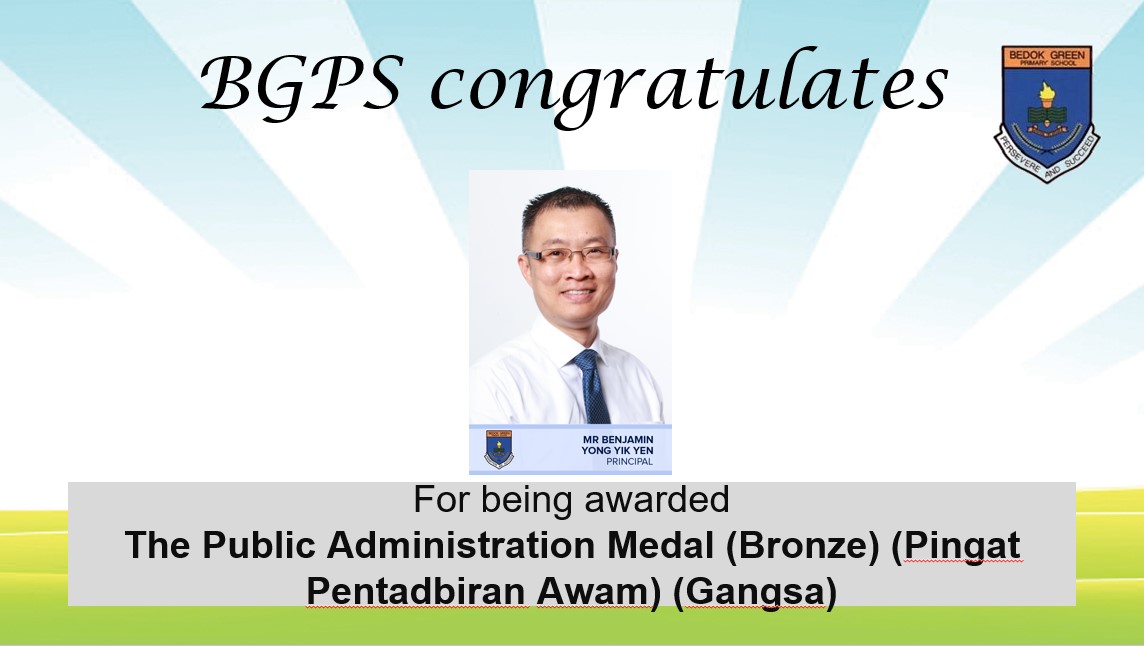 BGPS congratulates
BEDOK GREEN
PRIMARY SCHOOL
PERSEVERE AND SUCCEED
MR BENJAMIN
YONG YIK YEN
PRINCIPAL
For being awarded
The Public Administration Medal (Bronze) (Pingat
Pentadbiran Awam) (Gangsa)